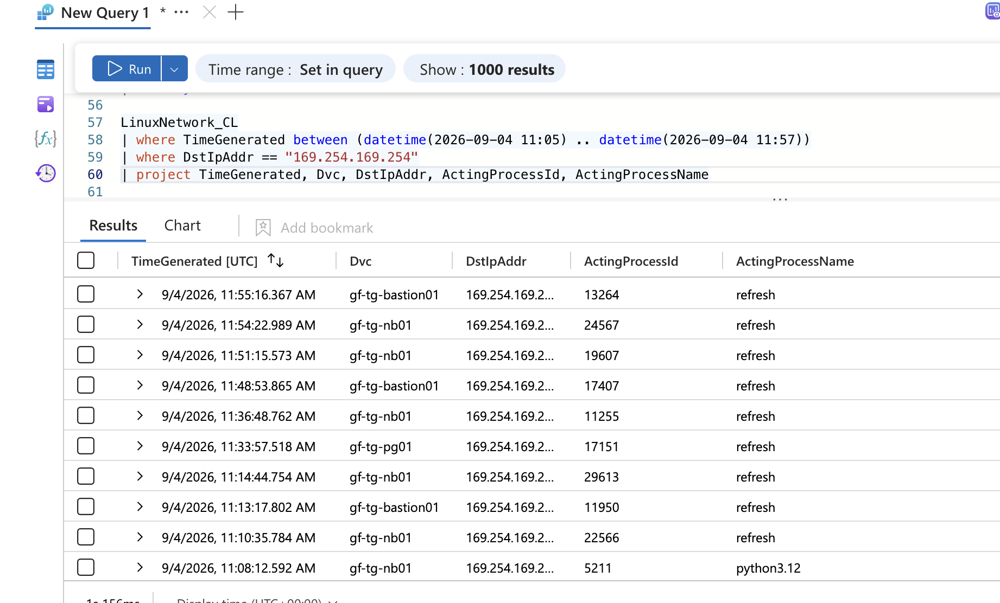 New Query 1 * ...
Run
Time range : Set in query
Show : 1000 results
56
57 LinuxNetwork_CL
58 | where TimeGenerated between (datetime(2026-09-04 11:05) .. datetime(2026-09-04 11:57))
59 | where DstIpAddr == "169.254.169.254"
60 | project TimeGenerated, Dvc, DstIpAddr, ActingProcessId, ActingProcessName
61
Results Chart Add bookmark
TimeGenerated [UTC] Dvc DstIpAddr ActingProcessId ActingProcessName
9/4/2026, 11:55:16.367 AM gf-tg-bastion01 169.254.169.2... 13264 refresh
9/4/2026, 11:54:22.989 AM gf-tg-nb01 169.254.169.2... 24567 refresh
9/4/2026, 11:51:15.573 AM gf-tg-nb01 169.254.169.2... 19607 refresh
9/4/2026, 11:48:53.865 AM gf-tg-bastion01 169.254.169.2... 17407 refresh
9/4/2026, 11:36:48.762 AM gf-tg-nb01 169.254.169.2... 11255 refresh
9/4/2026, 11:33:57.518 AM gf-tg-pg01 169.254.169.2... 17151 refresh
9/4/2026, 11:14:44.754 AM gf-tg-nb01 169.254.169.2... 29613 refresh
9/4/2026, 11:13:17.802 AM gf-tg-bastion01 169.254.169.2... 11950 refresh
9/4/2026, 11:10:35.784 AM gf-tg-nb01 169.254.169.2... 22566 refresh
9/4/2026, 11:08:12.592 AM gf-tg-nb01 169.254.169.2... 5211 python3.12
1s 156ms Display time (UTC+00:00)